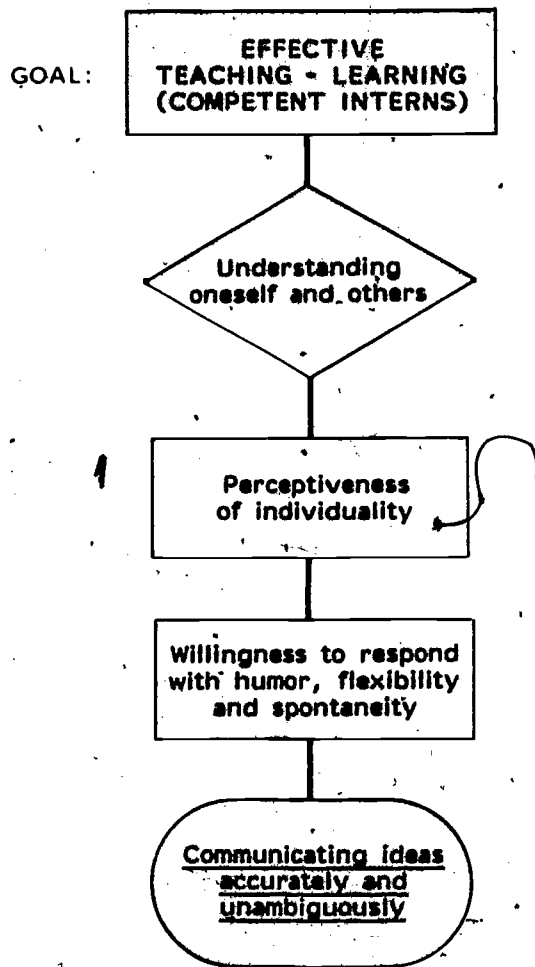 EFFECTIVE
GOAL: TEACHING - LEARNING
(COMPETENT INTERNS)
Understanding
oneself and others
1
Perceptiveness
of individuality
Willingness to respond
with humor, flexibility
and spontaneity
Communicating ideas
accurately and
unambiguously